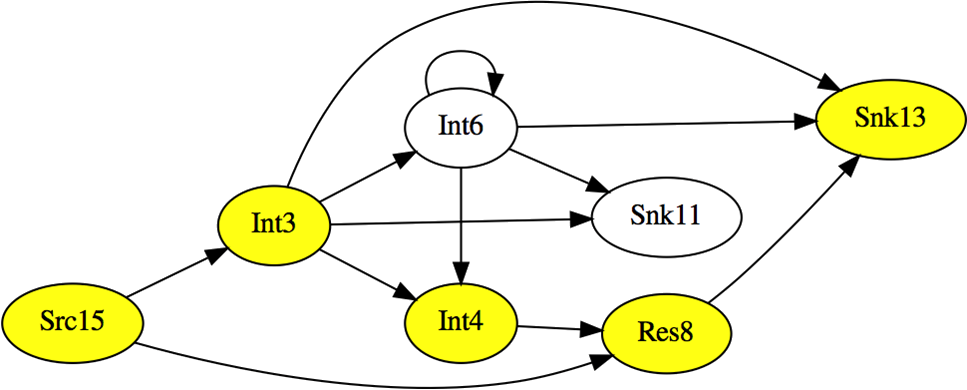 Snk13
Int6
Snk11
Int3
Src15
Int4
Res8